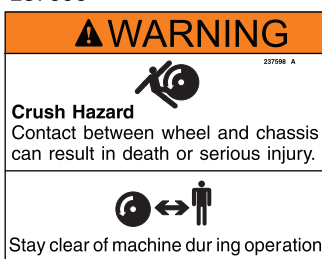 WARNING
237598 A
Crush Hazard
Contact between wheel and chassis
can result in death or serious injury.
Stay clear of machine dur ing operation